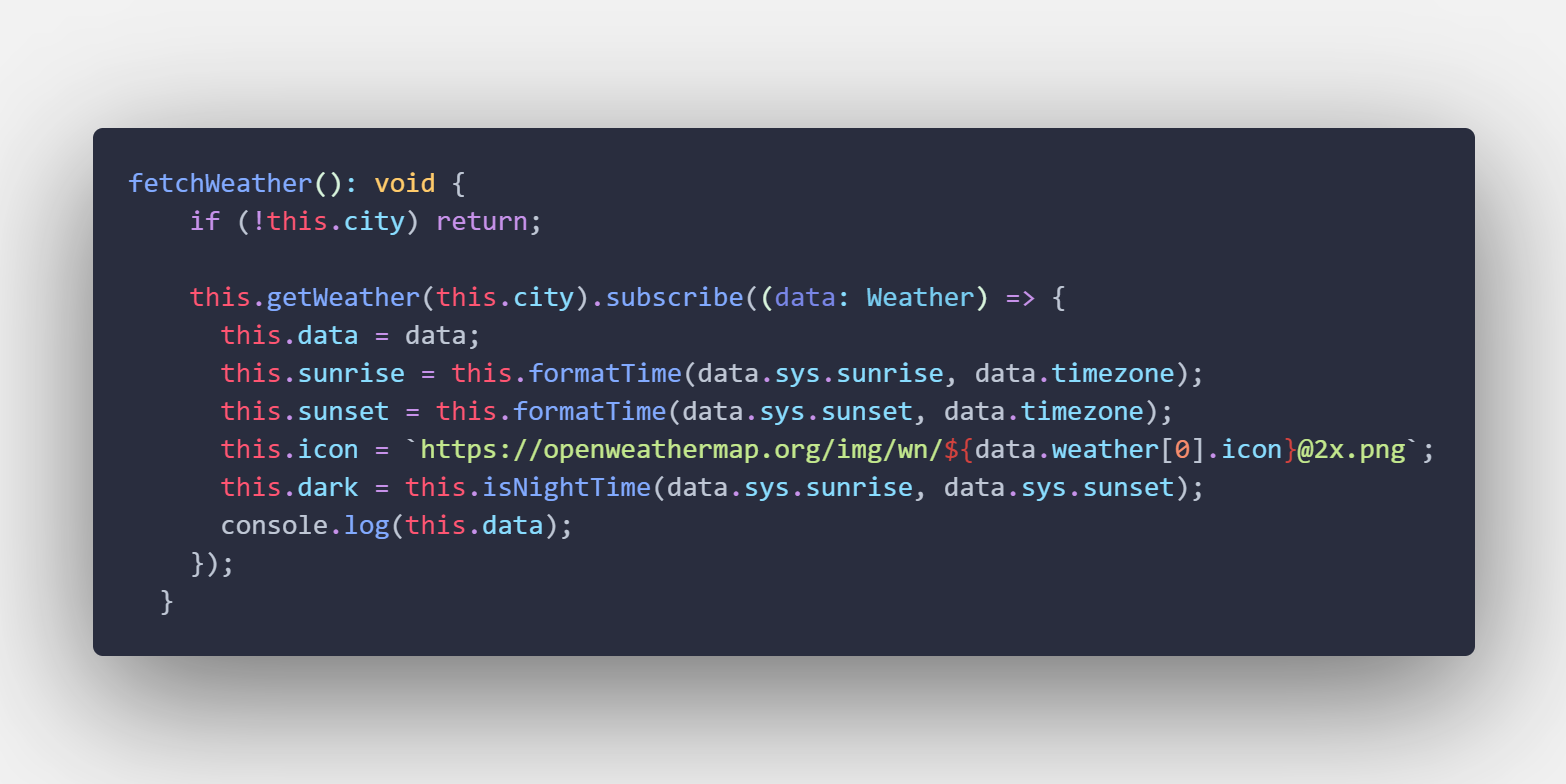 fetchWeather(): void {
    if (!this.city) return;

    this.getWeather(this.city).subscribe((data: Weather) => {
      this.data = data;
      this.sunrise = this.formatTime(data.sys.sunrise, data.timezone);
      this.sunset = this.formatTime(data.sys.sunset, data.timezone);
      this.icon = `https://openweathermap.org/img/wn/${data.weather[0].icon}@2x.png`;
      this.dark = this.isNightTime(data.sys.sunrise, data.sys.sunset);
      console.log(this.data);
    });
  }